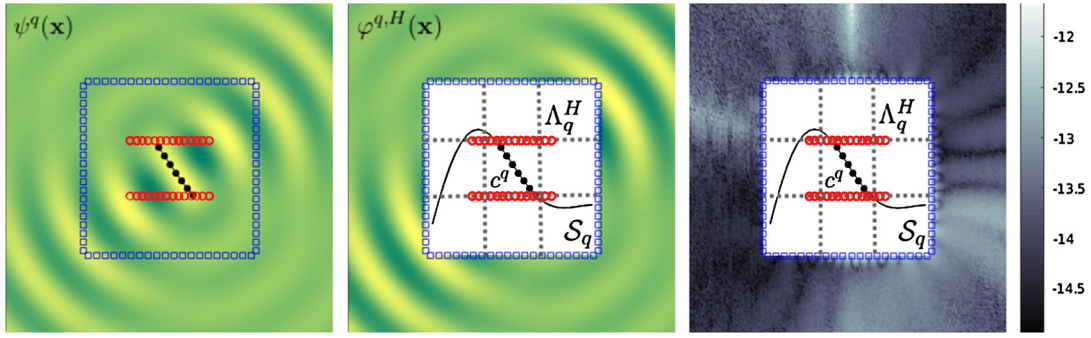 ψ^q(x)
φ^{q,H}(x)
Λ_q^H
c^q
S_q
Λ_q^H
c^q
S_q
-12
-12.5
-13
-13.5
-14
-14.5